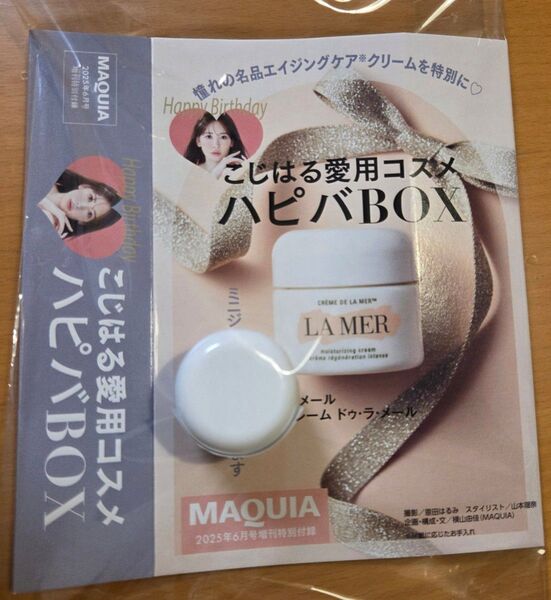 MAQUIA
2025年6月号
増刊特別付録
Happy Birthday
こじはる愛用コスメ
ハピバBOX
憧れの名品エイジングケア※クリームを特別に♡
Happy Birthday
こじはる愛用コスメ
ハピバBOX
CRÈME DE LA MER™
LA MER
moisturizing cream
crème régénération intense
ミニジ
す
メール
レーム ドゥ・ラ・メール
MAQUIA
2025年6月号増刊特別付録
撮影／原田はるみ スタイリスト／山本瑶奈
企画・構成・文／横山由佳（MAQUIA）
に応じたお手入れ